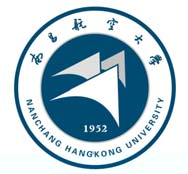 南昌航空大学
1952
NANCHANG HANGKONG UNIVERSITY